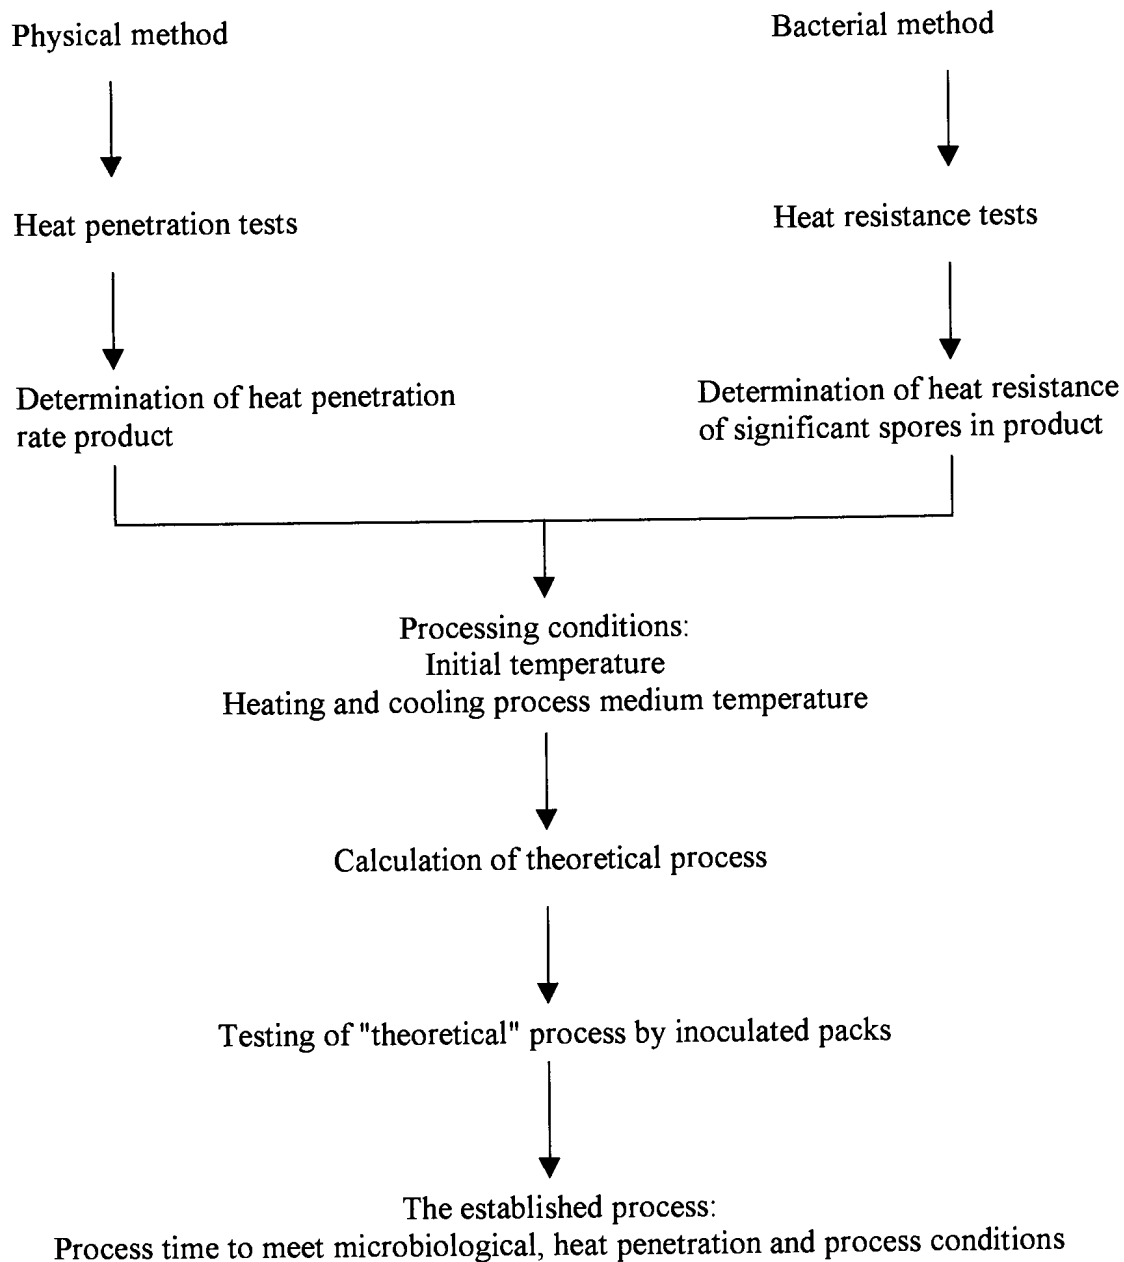 Physical method
Bacterial method
Heat penetration tests
Heat resistance tests
Determination of heat penetration
rate product
Determination of heat resistance
of significant spores in product
Processing conditions:
Initial temperature
Heating and cooling process medium temperature
Calculation of theoretical process
Testing of "theoretical" process by inoculated packs
The established process:
Process time to meet microbiological, heat penetration and process conditions